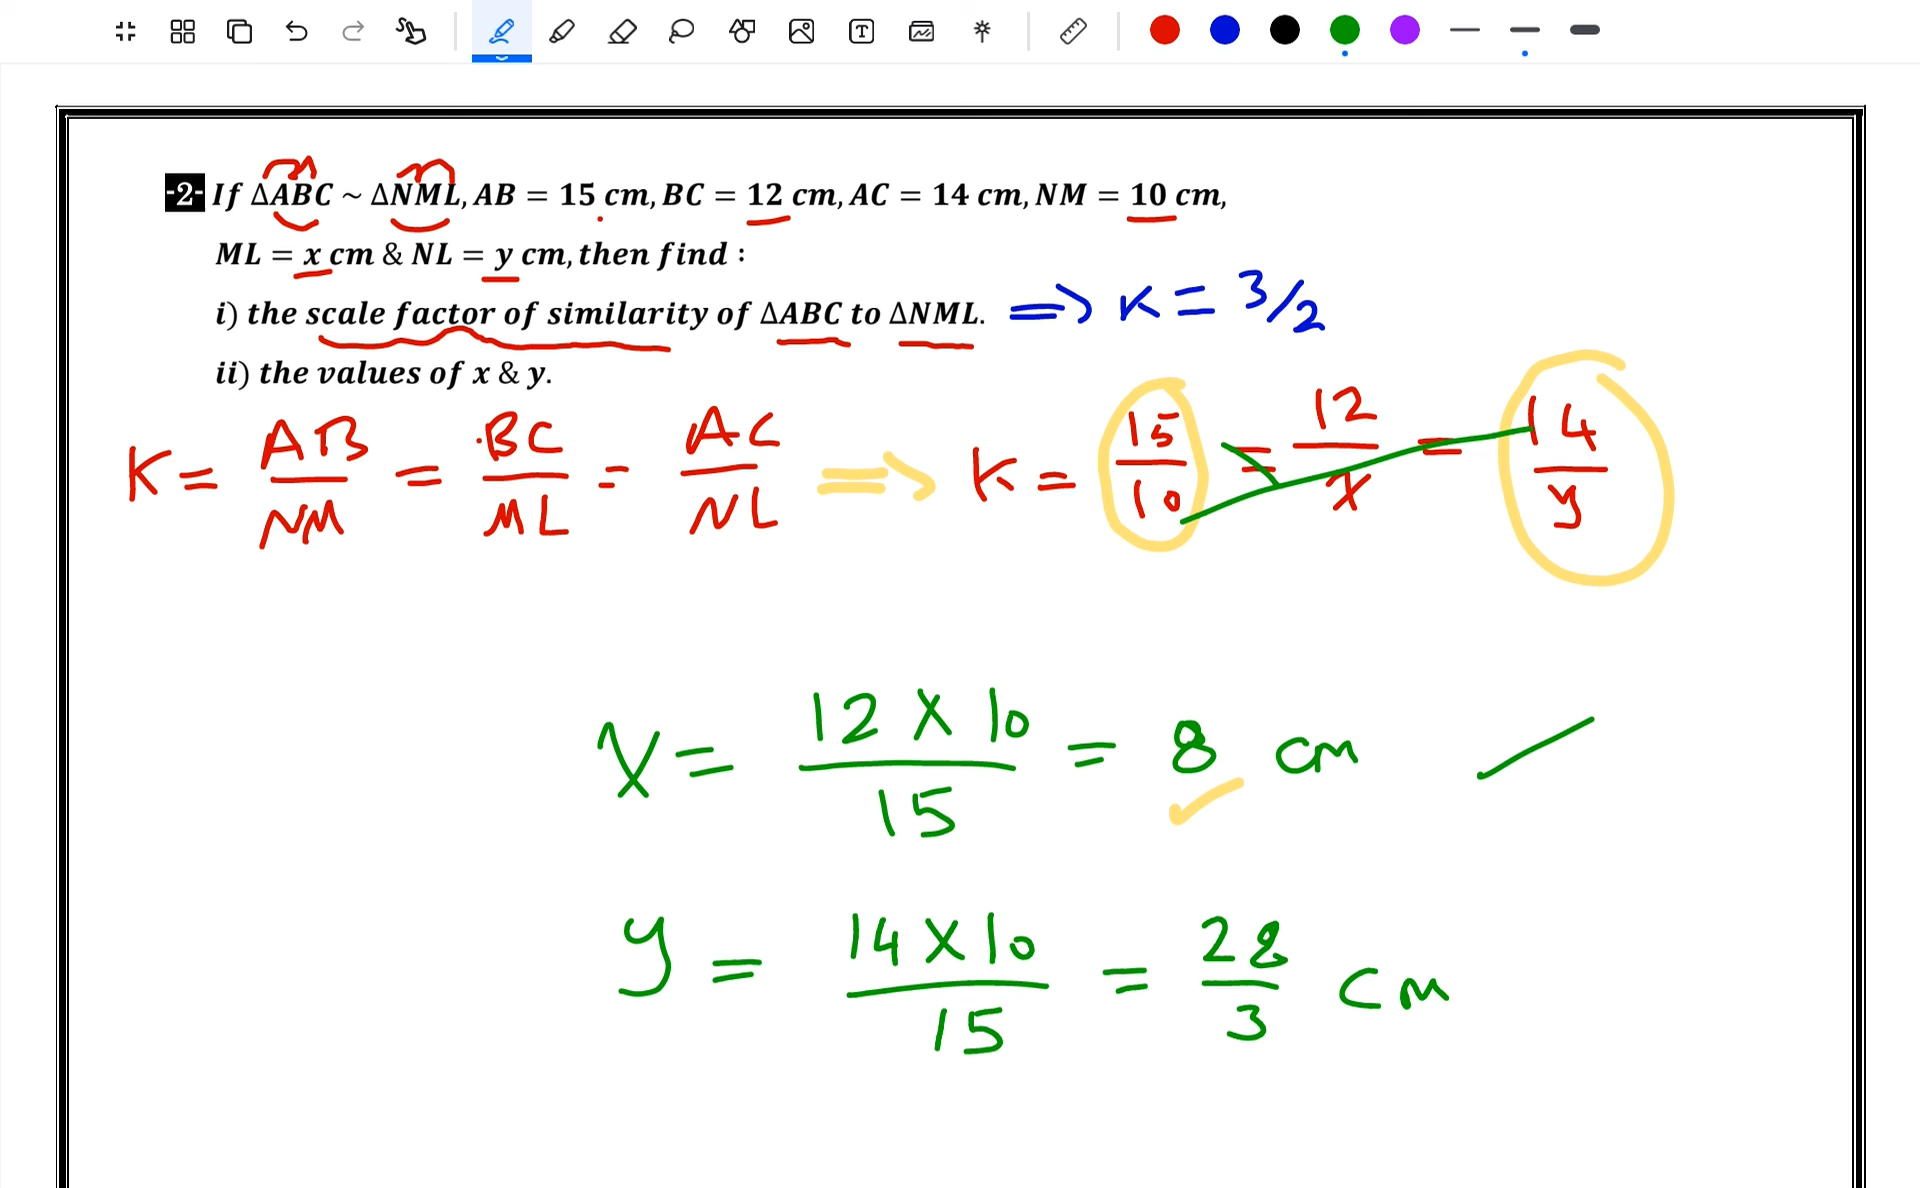 -2- If ΔABC ~ ΔNML, AB = 15 cm, BC = 12 cm, AC = 14 cm, NM = 10 cm,
ML = x cm & NL = y cm, then find :
i) the scale factor of similarity of ΔABC to ΔNML. ⇒ K = 3/2
ii) the values of x & y.
K = AB/NM = BC/ML = AC/NL ⇒ K = 15/10 = 12/x = 14/y
x = 12 × 10 / 15 = 8 cm
y = 14 × 10 / 15 = 28/3 cm